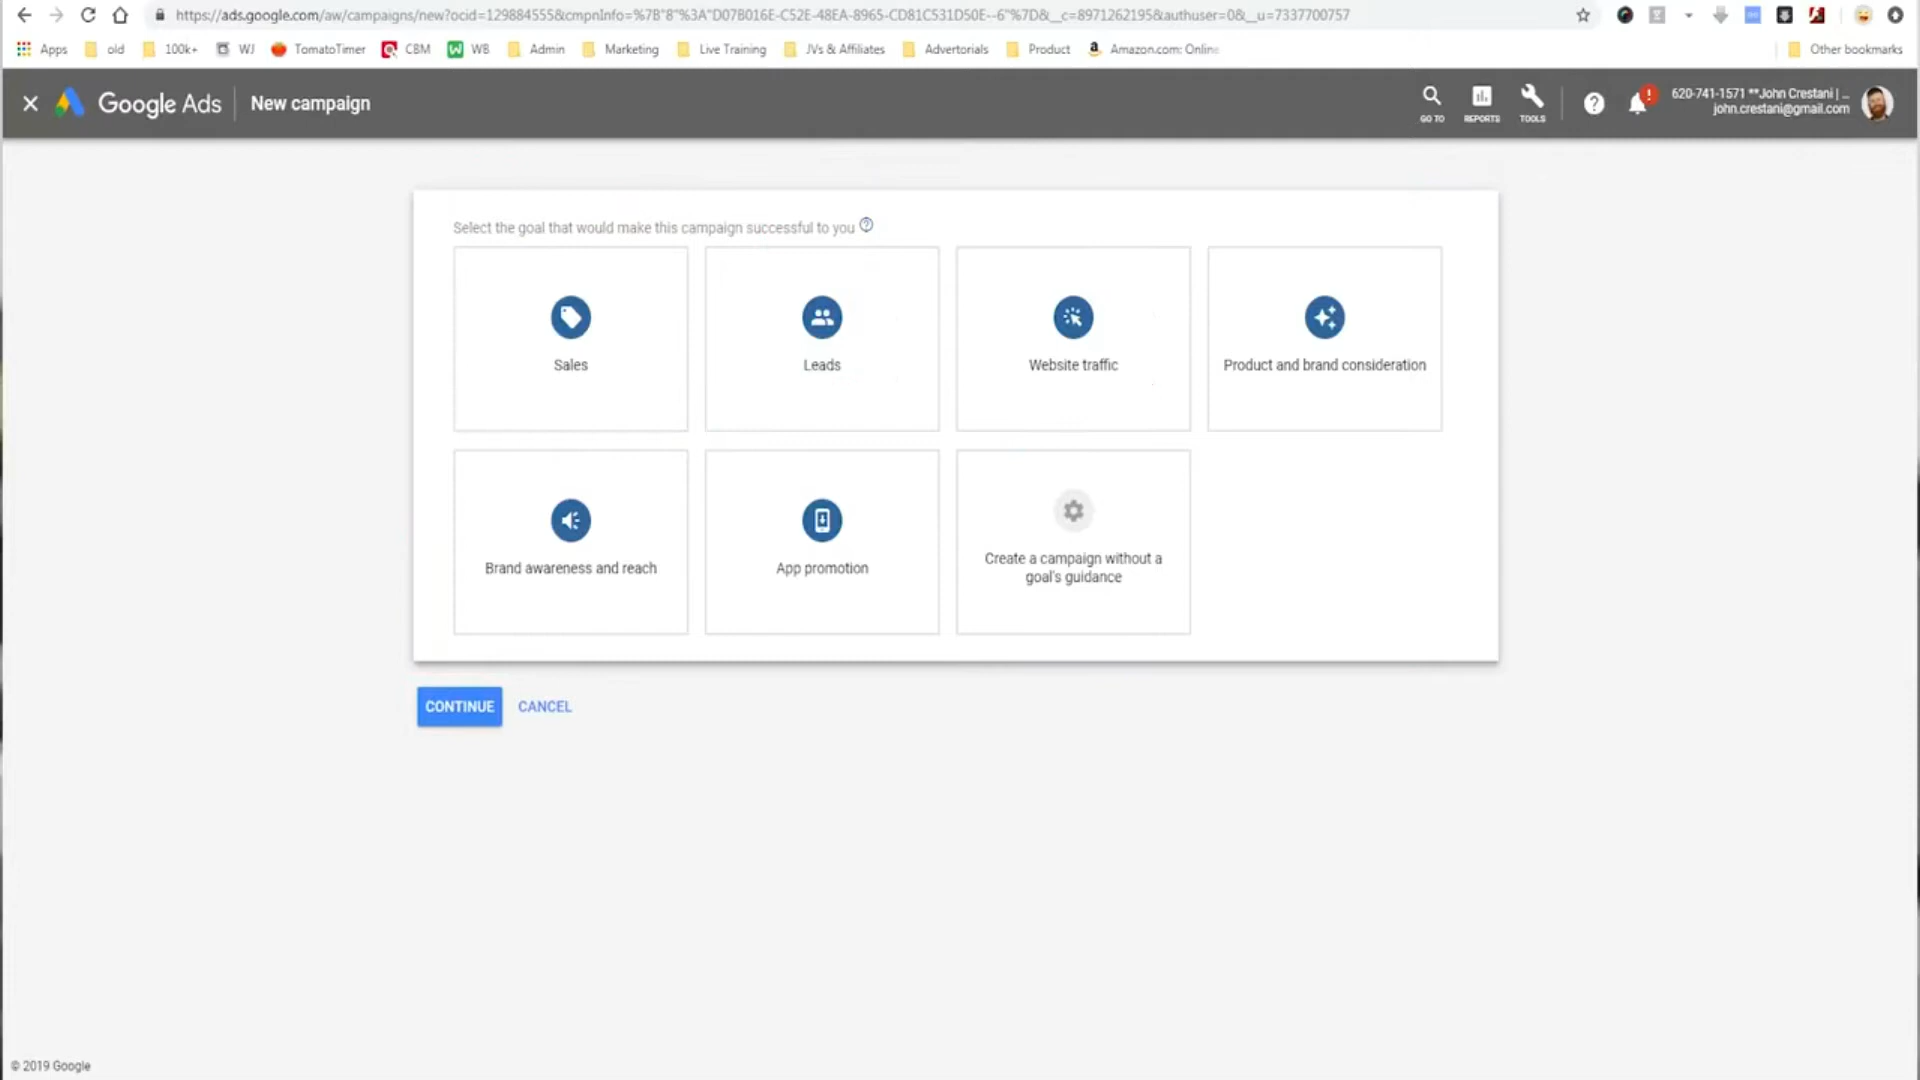 https://ads.google.com/aw/campaigns/new?ocid=129884555&cmpnInfo=%7B"8"%3A"D07B016E-C52E-48EA-8965-CD81C531D50E--6"%7D&__c=8971262195&authuser=0&__u=7337700757
Apps old 100k+ WJ TomatoTimer CBM WB Admin Marketing Live Training JVs & Affiliates Advertorials Product Amazon.com: Online Other bookmarks
Google Ads New campaign
GO TO REPORTS TOOLS
620-741-1571 **John Crestani | ...
john.crestani@gmail.com
Select the goal that would make this campaign successful to you
Sales Leads Website traffic Product and brand consideration
Brand awareness and reach App promotion Create a campaign without a
goal's guidance
CONTINUE CANCEL
© 2019 Google